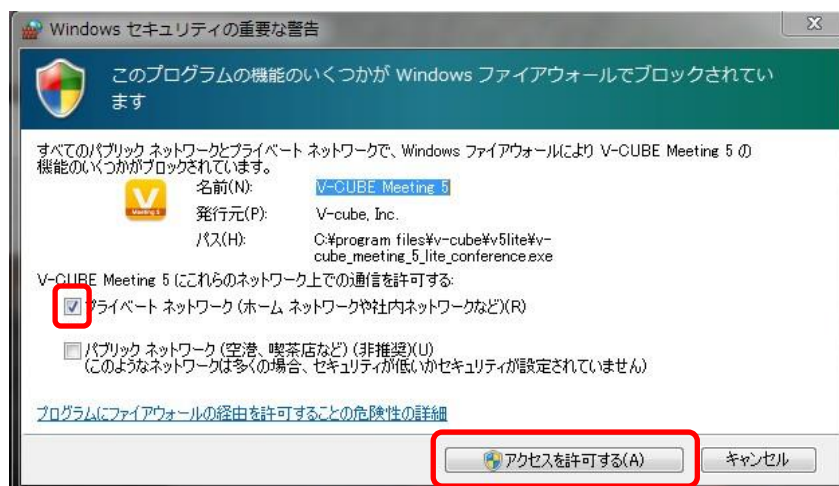 Windows セキュリティの重要な警告
このプログラムの機能のいくつかが Windows ファイアウォールでブロックされてい
ます
すべてのパブリック ネットワークとプライベート ネットワークで、Windows ファイアウォールにより V-CUBE Meeting 5 の
機能のいくつかがブロックされています。
名前(N): V-CUBE Meeting 5
Meeting 5
発行元(P): V-cube, Inc.
パス(H): C:¥program files¥v-cube¥v5lite¥v-
cube_meeting_5_lite_conference.exe
V-CUBE Meeting 5 にこれらのネットワーク上での通信を許可する:
プライベート ネットワーク (ホーム ネットワークや社内ネットワークなど)(R)
パブリック ネットワーク (空港、喫茶店など) (非推奨)(U)
(このようなネットワークは多くの場合、セキュリティが低いかセキュリティが設定されていません)
プログラムにファイアウォールの経由を許可することの危険性の詳細
アクセスを許可する(A) キャンセル